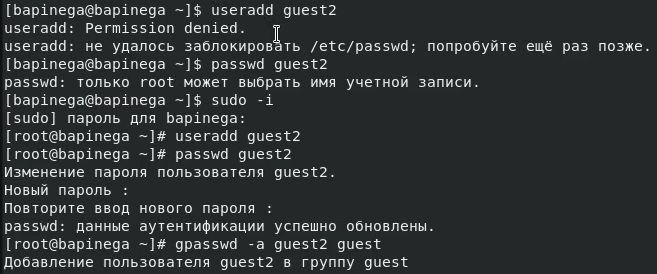 [bapinega@bapinega ~]$ useradd guest2
useradd: Permission denied.
useradd: не удалось заблокировать /etc/passwd; попробуйте ещё раз позже.
[bapinega@bapinega ~]$ passwd guest2
passwd: только root может выбрать имя учетной записи.
[bapinega@bapinega ~]$ sudo -i
[sudo] пароль для bapinega:
[root@bapinega ~]# useradd guest2
[root@bapinega ~]# passwd guest2
Изменение пароля пользователя guest2.
Новый пароль :
Повторите ввод нового пароля :
passwd: данные аутентификации успешно обновлены.
[root@bapinega ~]# gpasswd -a guest2 guest
Добавление пользователя guest2 в группу guest